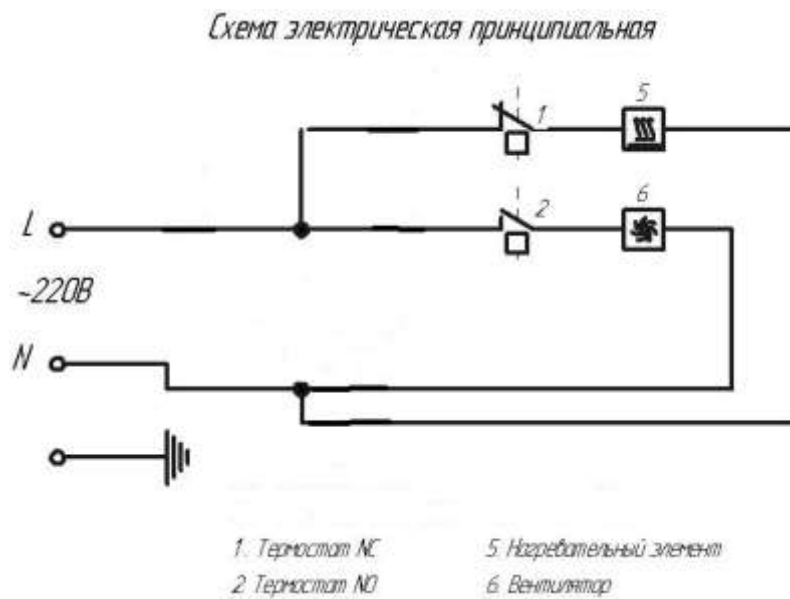 Схема электрическая принципиальная
5
1
6
2
L
~220В
N
1. Термостат NC
5. Нагревательный элемент
2. Термостат NO
6. Вентилятор